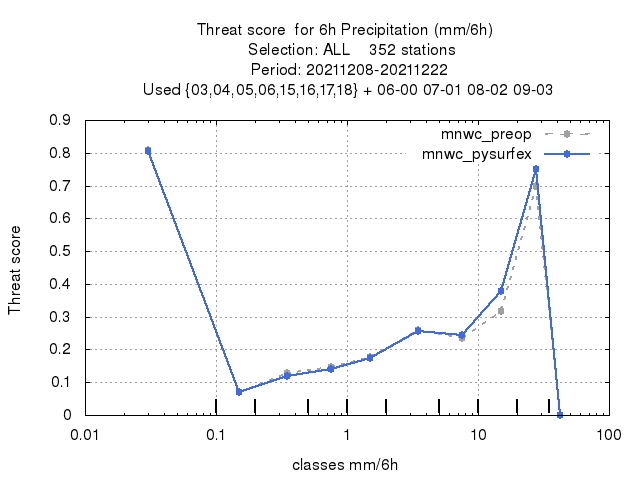 Threat score  for 6h Precipitation (mm/6h)
Selection: ALL    352 stations
Period: 20211208-20211222
Used {03,04,05,06,15,16,17,18} + 06-00 07-01 08-02 09-03
mnwc_preop
mnwc_pysurfex
Threat score
0.9
0.8
0.7
0.6
0.5
0.4
0.3
0.2
0.1
0
0.01 0.1 1 10 100
classes mm/6h